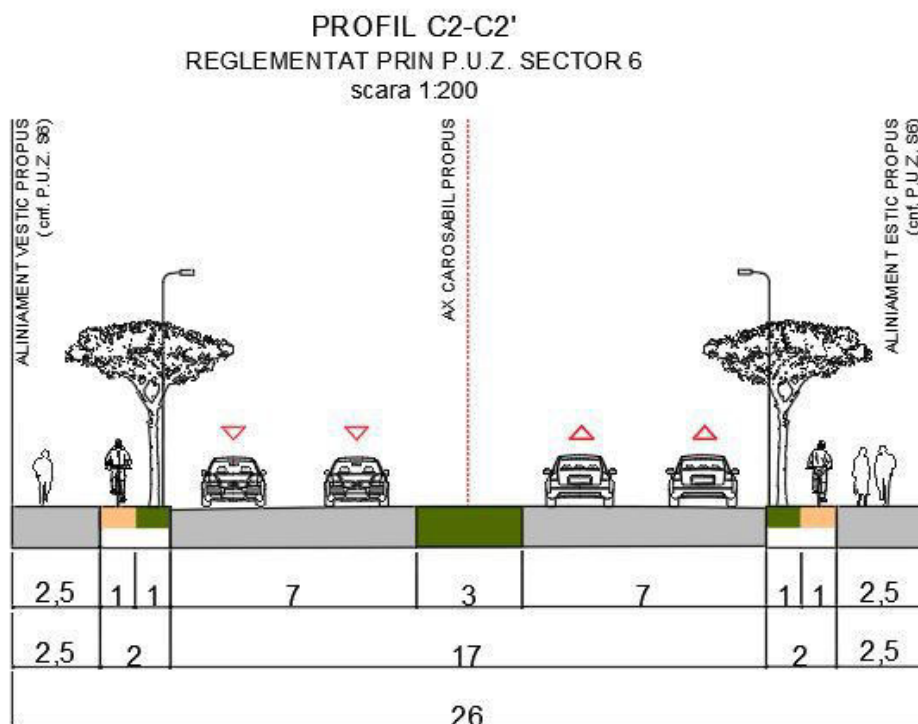 PROFIL C2-C2'
REGLEMENTAT PRIN P.U.Z. SECTOR 6
scara 1:200
ALINIAMENT VESTIC PROPUS
(cnf. P.U.Z. S6)
AX CAROSABIL PROPUS
ALINIAMENT ESTIC PROPUS
(cnf. P.U.Z. S6)
2,5 1 1 7 3 7 1 1 2,5
2,5 2 17 2 2,5
26